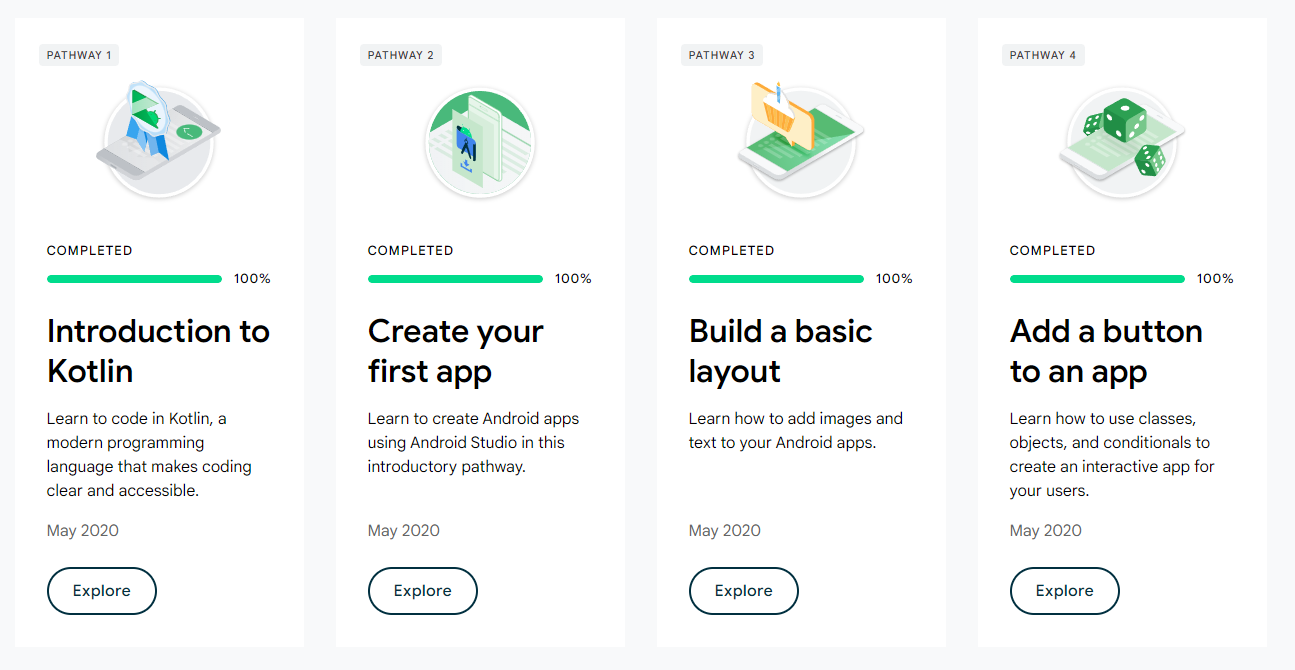 PATHWAY 1
COMPLETED
100%
Introduction to
Kotlin
Learn to code in Kotlin, a
modern programming
language that makes coding
clear and accessible.
May 2020
Explore
PATHWAY 2
COMPLETED
100%
Create your
first app
Learn to create Android apps
using Android Studio in this
introductory pathway.
May 2020
Explore
PATHWAY 3
COMPLETED
100%
Build a basic
layout
Learn how to add images and
text to your Android apps.
May 2020
Explore
PATHWAY 4
COMPLETED
100%
Add a button
to an app
Learn how to use classes,
objects, and conditionals to
create an interactive app for
your users.
May 2020
Explore